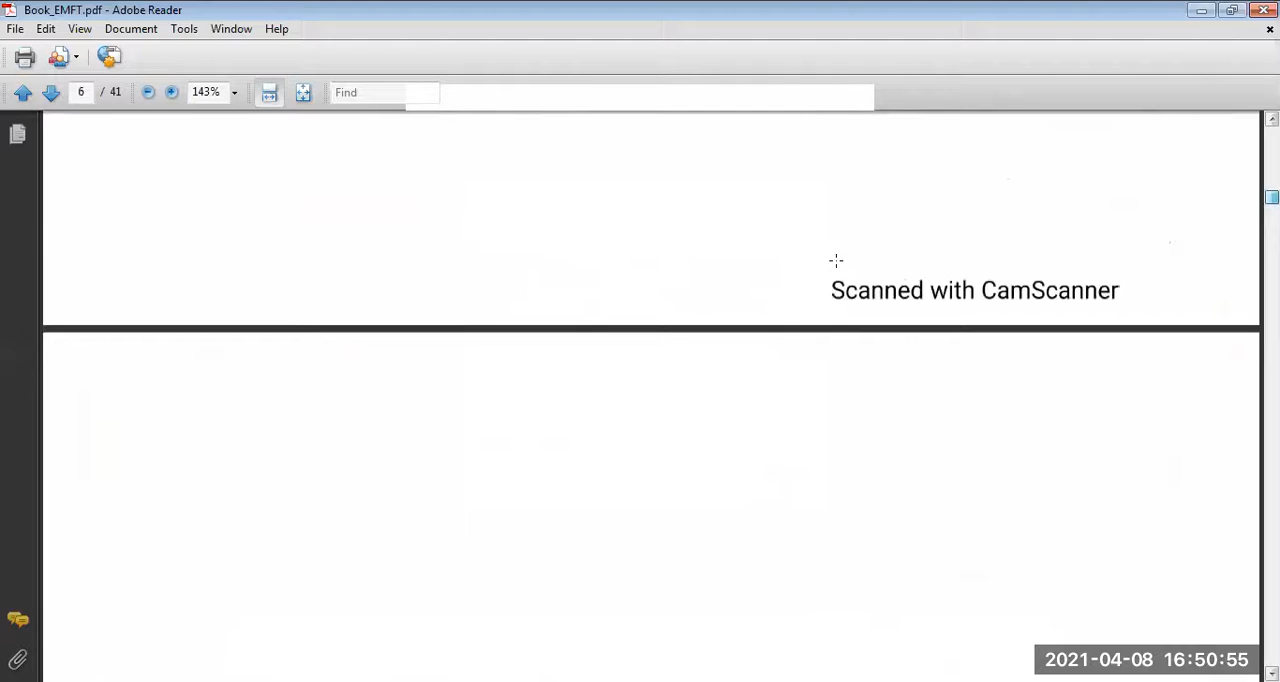 Book_EMFT.pdf - Adobe Reader
File Edit View Document Tools Window Help
6 / 41 143% Find
Scanned with CamScanner
2021-04-08 16:50:55